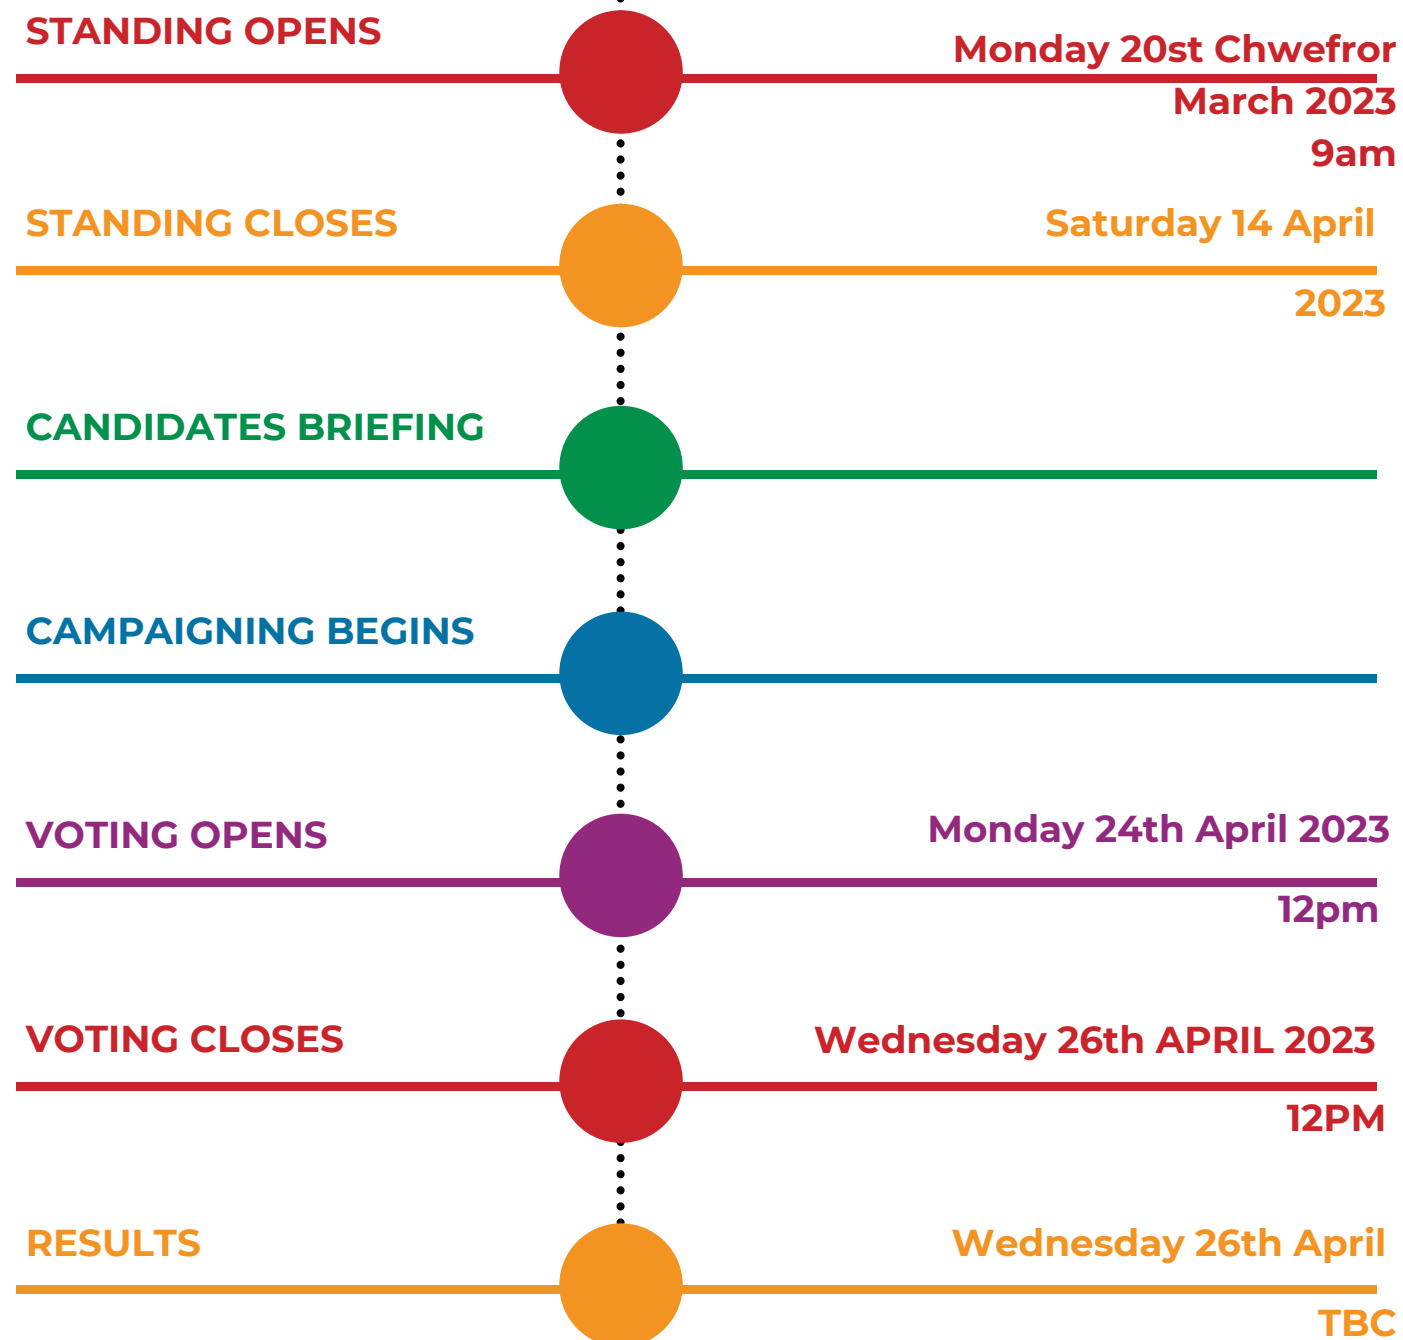 STANDING OPENS
Monday 20st Chwefror
March 2023
9am
STANDING CLOSES
Saturday 14 April
2023
CANDIDATES BRIEFING
CAMPAIGNING BEGINS
VOTING OPENS
Monday 24th April 2023
12pm
VOTING CLOSES
Wednesday 26th APRIL 2023
12PM
RESULTS
Wednesday 26th April
TBC